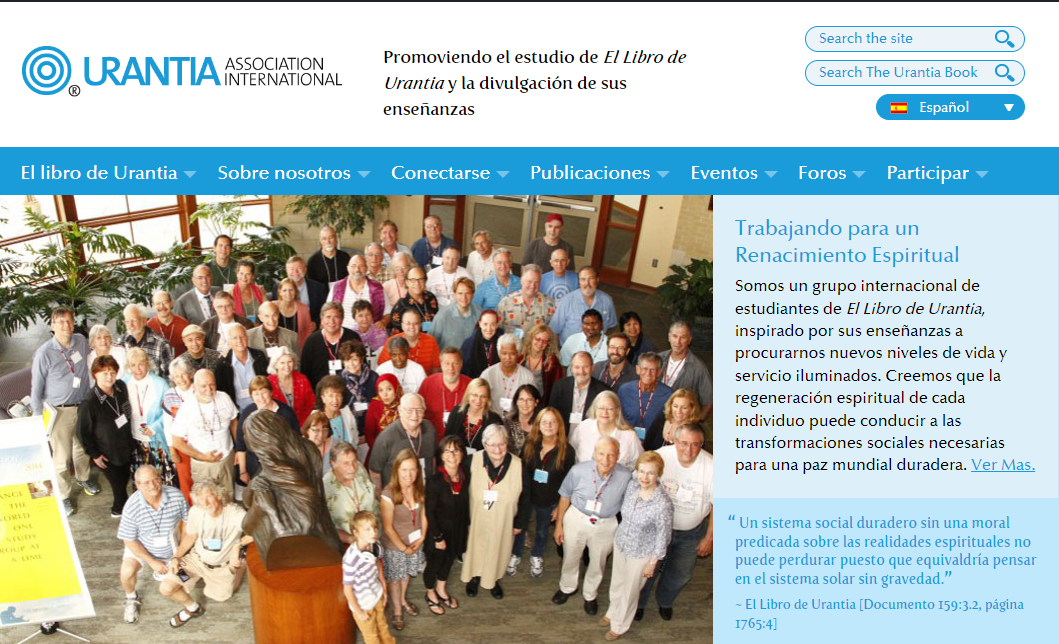 URANTIA ASSOCIATION INTERNATIONAL ®
Promoviendo el estudio de El Libro de
Urantia y la divulgación de sus
enseñanzas
Search the site
Search The Urantia Book
Español
El libro de Urantia Sobre nosotros Conectarse Publicaciones Eventos Foros Participar
Trabajando para un
Renacimiento Espiritual
Somos un grupo internacional de
estudiantes de El Libro de Urantia,
inspirado por sus enseñanzas a
procurarnos nuevos niveles de vida y
servicio iluminados. Creemos que la
regeneración espiritual de cada
individuo puede conducir a las
transformaciones sociales necesarias
para una paz mundial duradera. Ver Mas.
“ Un sistema social duradero sin una moral
predicada sobre las realidades espirituales no
puede perdurar puesto que equivaldría pensar
en el sistema solar sin gravedad.”
~ El Libro de Urantia [Documento 159:3.2, página
1765:4]
2014
THE
WORLD
ONE
STUDY
AT
A TIME